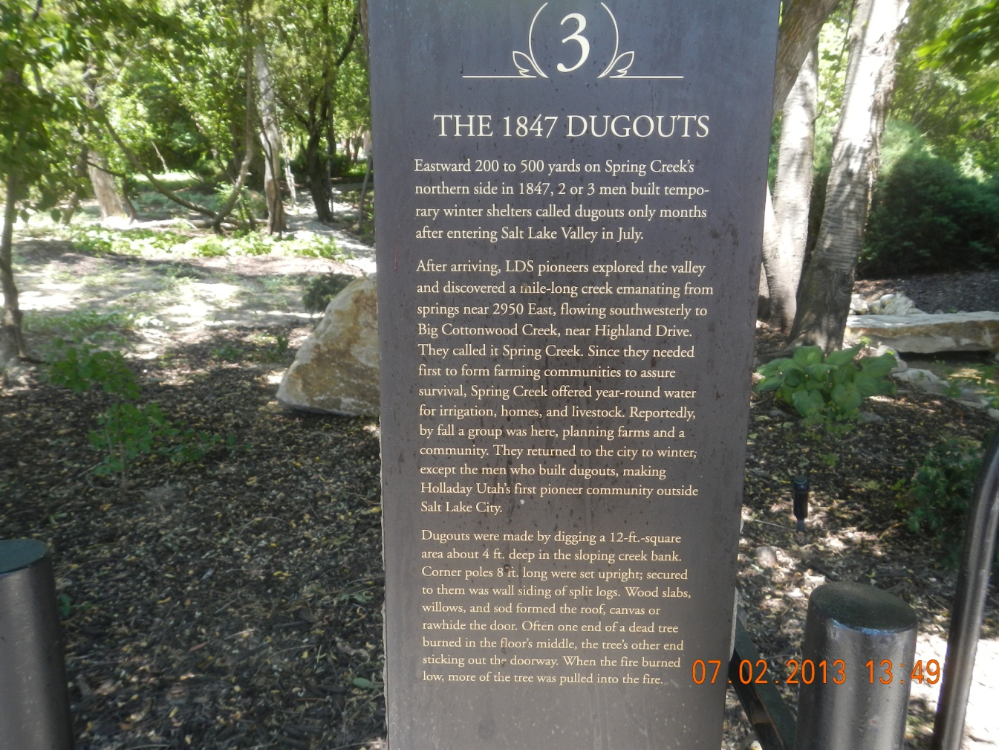 3
THE 1847 DUGOUTS
Eastward 200 to 500 yards on Spring Creek's
northern side in 1847, 2 or 3 men built tempo-
rary winter shelters called dugouts only months
after entering Salt Lake Valley in July.
After arriving, LDS pioneers explored the valley
and discovered a mile-long creek emanating from
springs near 2950 East, flowing southwesterly to
Big Cottonwood Creek, near Highland Drive.
They called it Spring Creek. Since they needed
first to form farming communities to assure
survival, Spring Creek offered year-round water
for irrigation, homes, and livestock. Reportedly,
by fall a group was here, planning farms and a
community. They returned to the city to winter,
except the men who built dugouts, making
Holladay Utah's first pioneer community outside
Salt Lake City.
Dugouts were made by digging a 12-ft.-square
area about 4 ft. deep in the sloping creek bank.
Corner poles 8 ft. long were set upright; secured
to them was wall siding of split logs. Wood slabs,
willows, and sod formed the roof, canvas or
rawhide the door. Often one end of a dead tree
burned in the floor's middle, the tree's other end
sticking out the doorway. When the fire burned
low, more of the tree was pulled into the fire.
07.02.2013 13:49